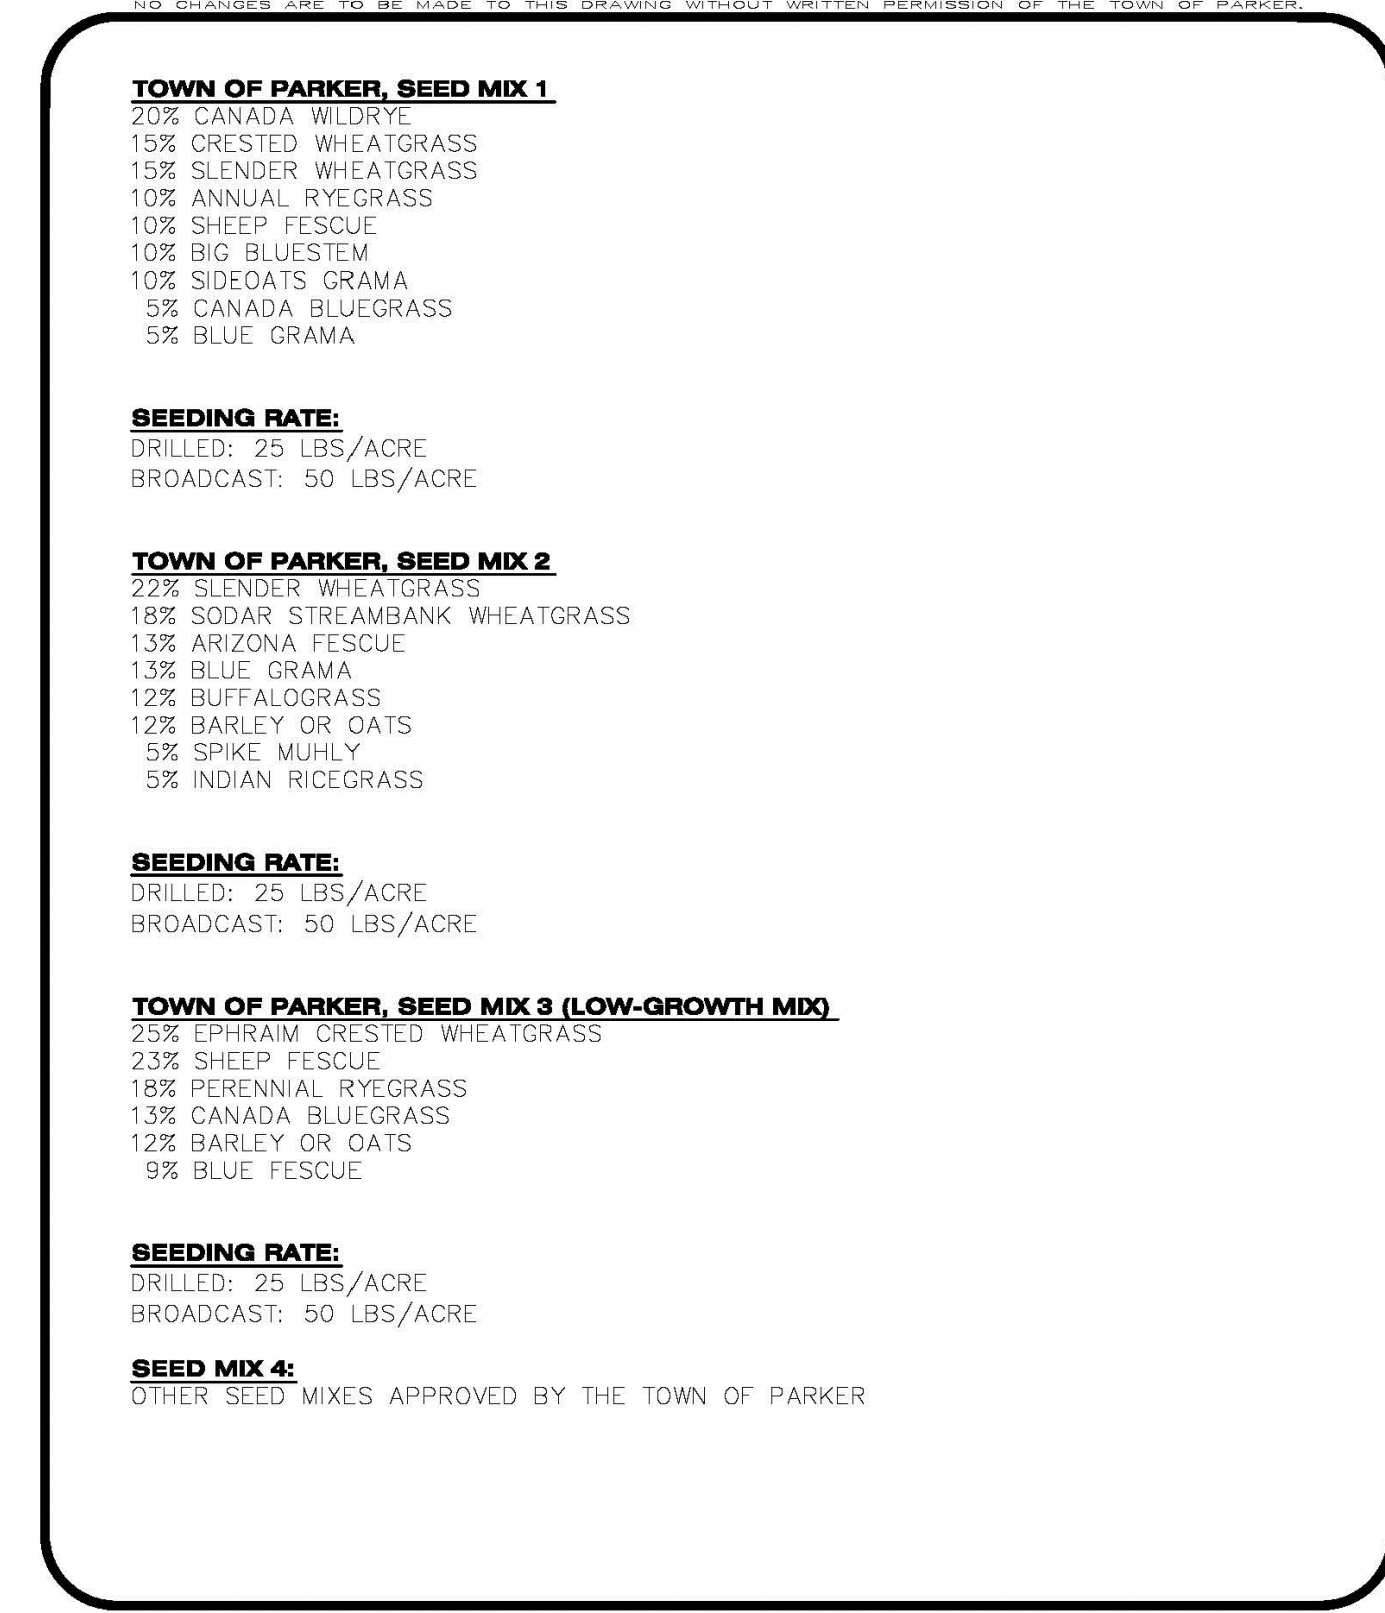 NO CHANGES ARE TO BE MADE TO THIS DRAWING WITHOUT WRITTEN PERMISSION OF THE TOWN OF PARKER.
TOWN OF PARKER, SEED MIX 1
20% CANADA WILDRYE
15% CRESTED WHEATGRASS
15% SLENDER WHEATGRASS
10% ANNUAL RYEGRASS
10% SHEEP FESCUE
10% BIG BLUESTEM
10% SIDEOATS GRAMA
5% CANADA BLUEGRASS
5% BLUE GRAMA
SEEDING RATE:
DRILLED: 25 LBS/ACRE
BROADCAST: 50 LBS/ACRE
TOWN OF PARKER, SEED MIX 2
22% SLENDER WHEATGRASS
18% SODAR STREAMBANK WHEATGRASS
13% ARIZONA FESCUE
13% BLUE GRAMA
12% BUFFALOGRASS
12% BARLEY OR OATS
5% SPIKE MUHLY
5% INDIAN RICEGRASS
SEEDING RATE:
DRILLED: 25 LBS/ACRE
BROADCAST: 50 LBS/ACRE
TOWN OF PARKER, SEED MIX 3 (LOW-GROWTH MIX)
25% EPHRAIM CRESTED WHEATGRASS
23% SHEEP FESCUE
18% PERENNIAL RYEGRASS
13% CANADA BLUEGRASS
12% BARLEY OR OATS
9% BLUE FESCUE
SEEDING RATE:
DRILLED: 25 LBS/ACRE
BROADCAST: 50 LBS/ACRE
SEED MIX 4:
OTHER SEED MIXES APPROVED BY THE TOWN OF PARKER